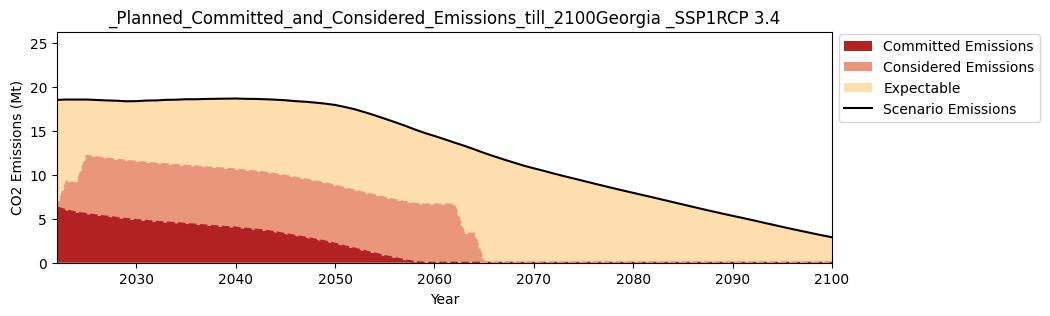 _Planned_Committed_and_Considered_Emissions_till_2100Georgia _SSP1RCP 3.4
25
20
15
10
5
0
CO2 Emissions (Mt)
2030 2040 2050 2060 2070 2080 2090 2100
Year
Committed Emissions
Considered Emissions
Expectable
Scenario Emissions